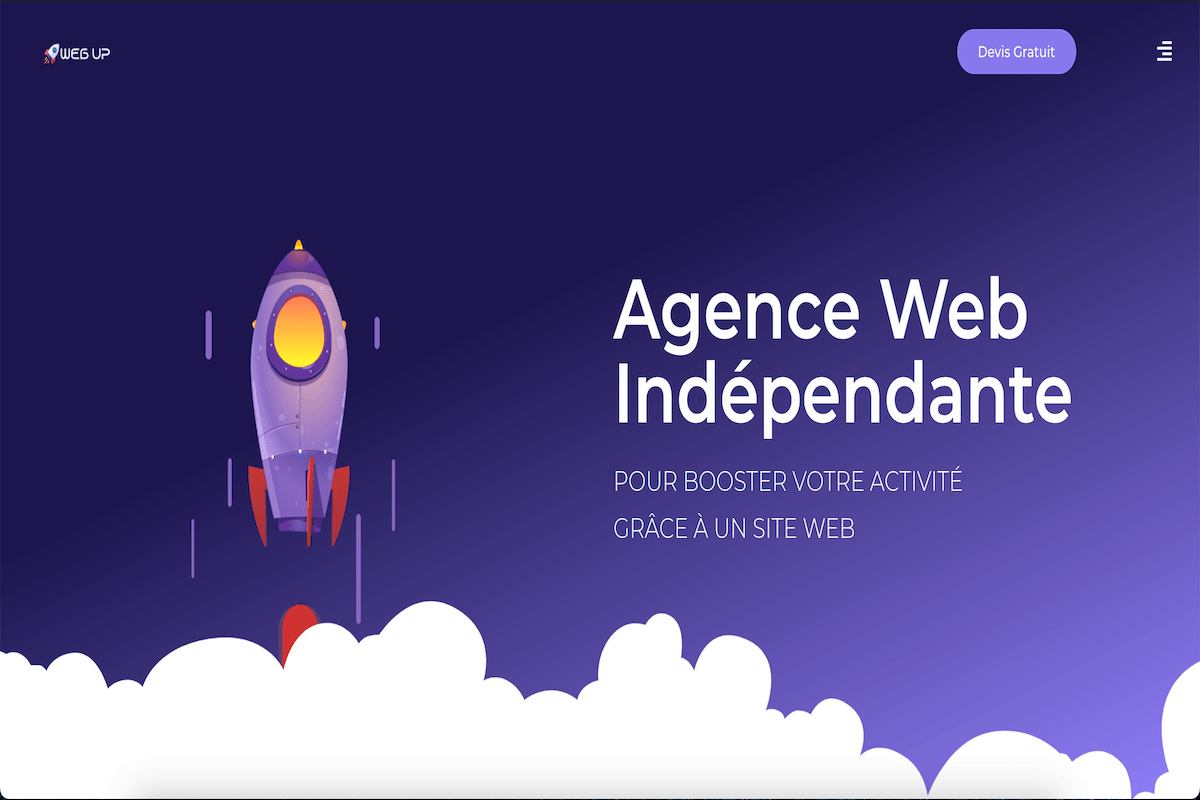 WEB UP
Devis Gratuit
Agence Web
Indépendante
POUR BOOSTER VOTRE ACTIVITÉ
GRÂCE À UN SITE WEB